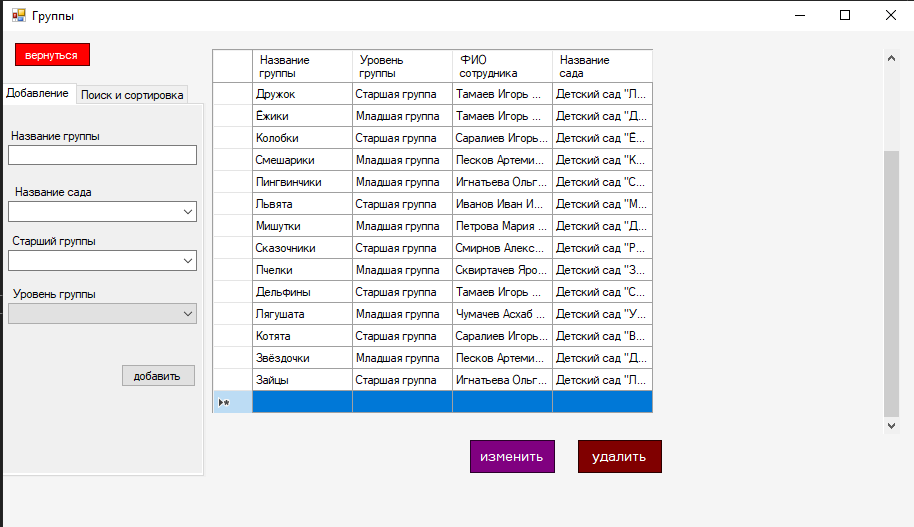 Группы
вернуться
Добавление
Поиск и сортировка
Название группы
Название сада
Старший группы
Уровень группы
добавить
Название группы Уровень группы ФИО сотрудника Название сада
Дружок Старшая группа Тамаев Игорь ... Детский сад "Л...
Ёжики Младшая группа Тамаев Игорь ... Детский сад "Д...
Колобки Старшая группа Саралиев Игорь... Детский сад "Ё...
Смешарики Младшая группа Песков Артеми... Детский сад "К...
Пингвинчики Младшая группа Игнатьева Ольг... Детский сад "С...
Львята Старшая группа Иванов Иван И... Детский сад "М...
Мишутки Младшая группа Петрова Мария ... Детский сад "Д...
Сказочники Старшая группа Смирнов Алекс... Детский сад "Р...
Пчелки Младшая группа Сквиртачев Яро... Детский сад "З...
Дельфины Старшая группа Тамаев Игорь ... Детский сад "С...
Лягушата Младшая группа Чумачев Асхаб ... Детский сад "У...
Котята Старшая группа Саралиев Игорь... Детский сад "В...
Звёздочки Младшая группа Песков Артеми... Детский сад "Д...
Зайцы Старшая группа Игнатьева Ольг... Детский сад "Л...
изменить
удалить